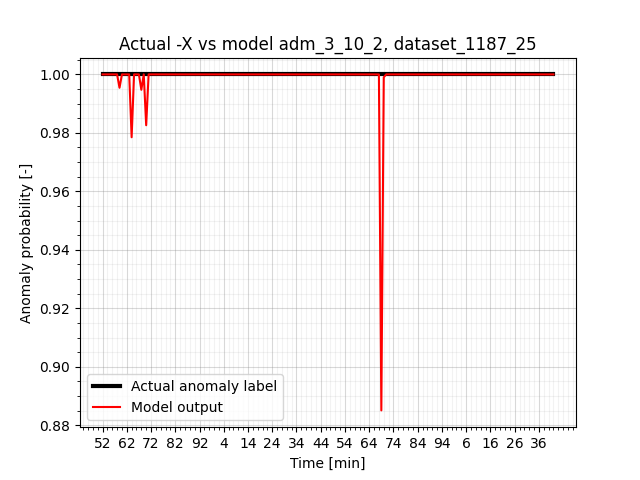 Actual -X vs model adm_3_10_2, dataset_1187_25
1.00
0.98
0.96
0.94
0.92
0.90
0.88
Anomaly probability [-]
Actual anomaly label
Model output
52 62 72 82 92 4 14 24 34 44 54 64 74 84 94 6 16 26 36
Time [min]